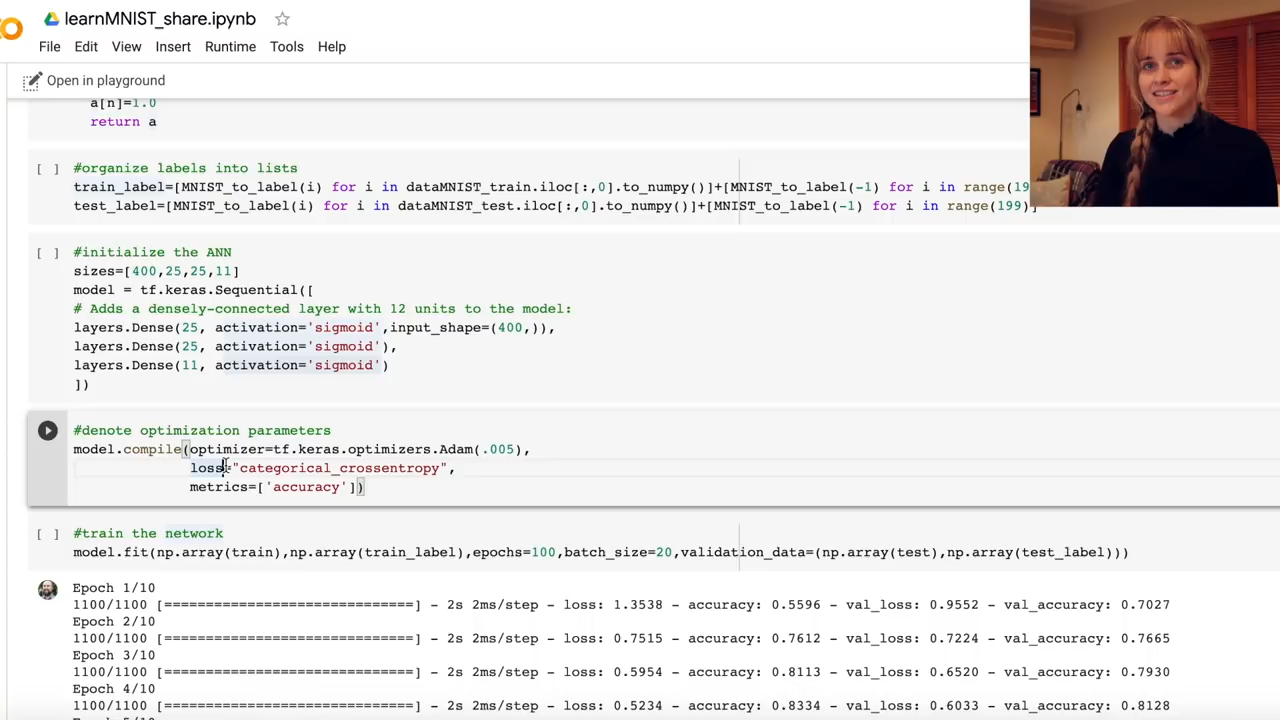 learnMNIST_share.ipynb
File Edit View Insert Runtime Tools Help
Open in playground
a[n]=1.0
return a
[ ] #organize labels into lists
train_label=[MNIST_to_label(i) for i in dataMNIST_train.iloc[:,0].to_numpy()]+[MNIST_to_label(-1) for i in range(19
test_label=[MNIST_to_label(i) for i in dataMNIST_test.iloc[:,0].to_numpy()]+[MNIST_to_label(-1) for i in range(199)]
[ ] #initialize the ANN
sizes=[400,25,25,11]
model = tf.keras.Sequential([
# Adds a densely-connected layer with 12 units to the model:
layers.Dense(25, activation='sigmoid',input_shape=(400,)),
layers.Dense(25, activation='sigmoid'),
layers.Dense(11, activation='sigmoid')
])
#denote optimization parameters
model.compile(optimizer=tf.keras.optimizers.Adam(.005),
loss="categorical_crossentropy",
metrics=['accuracy'])
[ ] #train the network
model.fit(np.array(train),np.array(train_label),epochs=100,batch_size=20,validation_data=(np.array(test),np.array(test_label)))
Epoch 1/10
1100/1100 [==============================] - 2s 2ms/step - loss: 1.3538 - accuracy: 0.5596 - val_loss: 0.9552 - val_accuracy: 0.7027
Epoch 2/10
1100/1100 [==============================] - 2s 2ms/step - loss: 0.7515 - accuracy: 0.7612 - val_loss: 0.7224 - val_accuracy: 0.7665
Epoch 3/10
1100/1100 [==============================] - 2s 2ms/step - loss: 0.5954 - accuracy: 0.8113 - val_loss: 0.6520 - val_accuracy: 0.7930
Epoch 4/10
1100/1100 [==============================] - 2s 2ms/step - loss: 0.5234 - accuracy: 0.8334 - val_loss: 0.6033 - val_accuracy: 0.8128